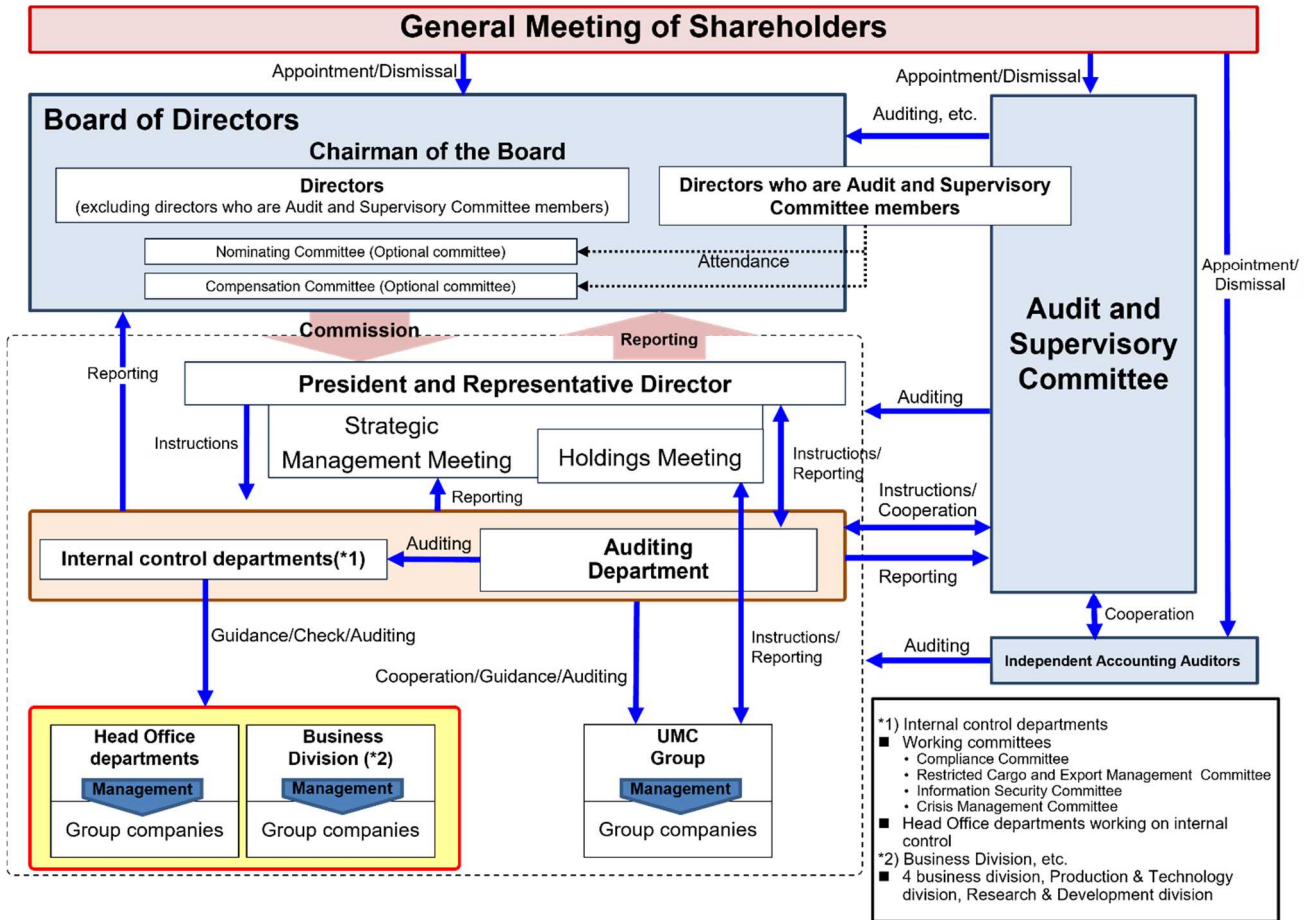 General Meeting of Shareholders
Appointment/Dismissal
Appointment/Dismissal
Board of Directors
Auditing, etc.
Chairman of the Board
Directors
(excluding directors who are Audit and Supervisory Committee members)
Directors who are Audit and Supervisory
Committee members
Nominating Committee (Optional committee)
Attendance
Compensation Committee (Optional committee)
Appointment/
Dismissal
Audit and
Supervisory
Committee
Commission
Reporting
Reporting
President and Representative Director
Auditing
Instructions
Strategic
Management Meeting
Holdings Meeting
Instructions/
Reporting
Reporting
Instructions/
Cooperation
Internal control departments(*1)
Auditing
Auditing
Department
Reporting
Guidance/Check/Auditing
Cooperation/Guidance/Auditing
Instructions/
Reporting
Cooperation
Auditing
Independent Accounting Auditors
Head Office
departments
Management
Group companies
Business
Division (*2)
Management
Group companies
UMC
Group
Management
Group companies
*1) Internal control departments
■ Working committees
・ Compliance Committee
・ Restricted Cargo and Export Management Committee
・ Information Security Committee
・ Crisis Management Committee
■ Head Office departments working on internal
control
*2) Business Division, etc.
■ 4 business division, Production & Technology
division, Research & Development division